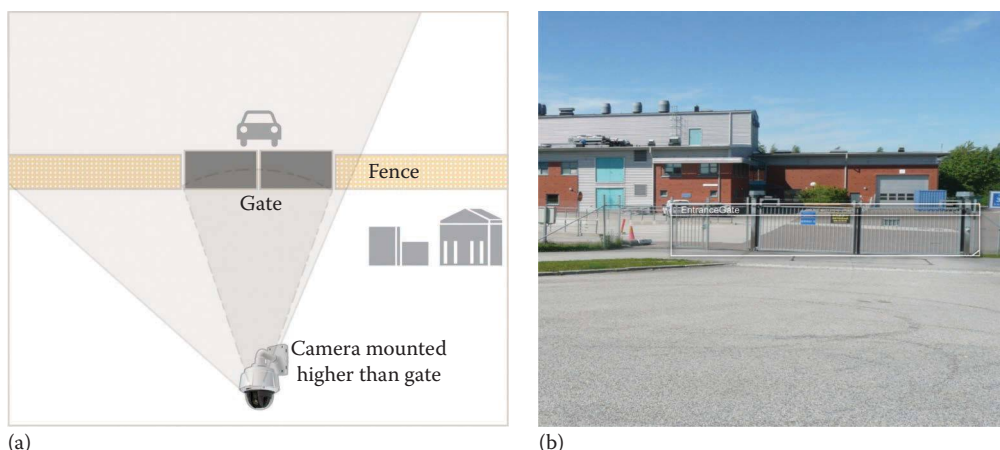 Fence
Gate
Camera mounted
higher than gate
EntranceGate
(a)
(b)